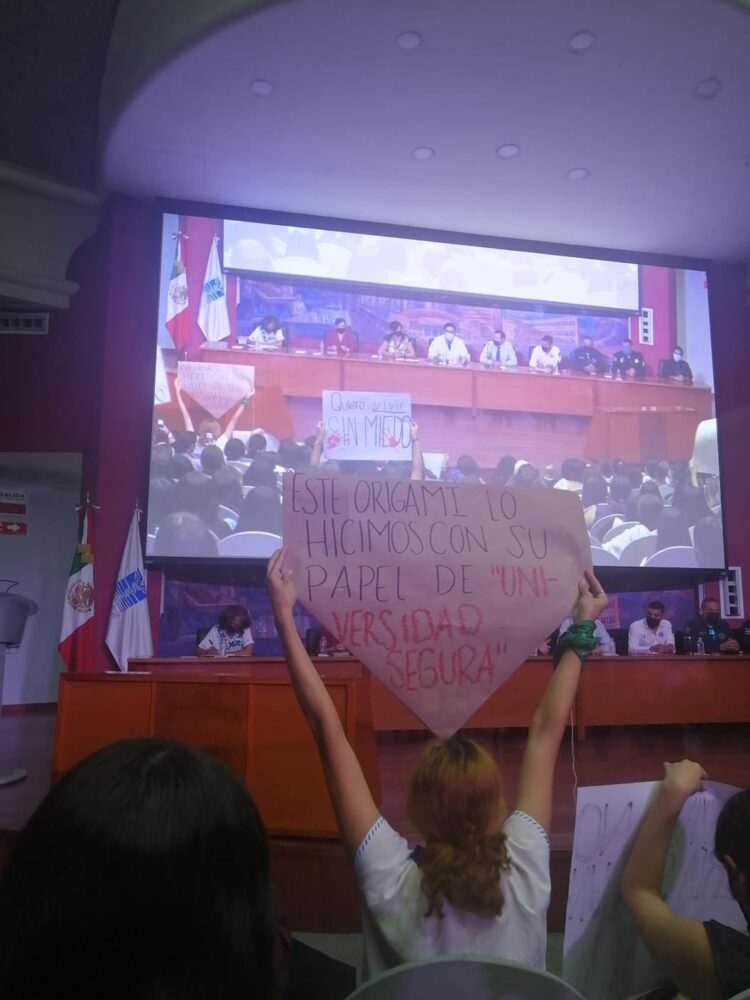 Quiero vivir
SIN MIEDO
ESTE ORIGAMI LO
HICIMOS CON SU
PAPEL DE "UNI-
VERSIDAD
SEGURA"
SALIDA